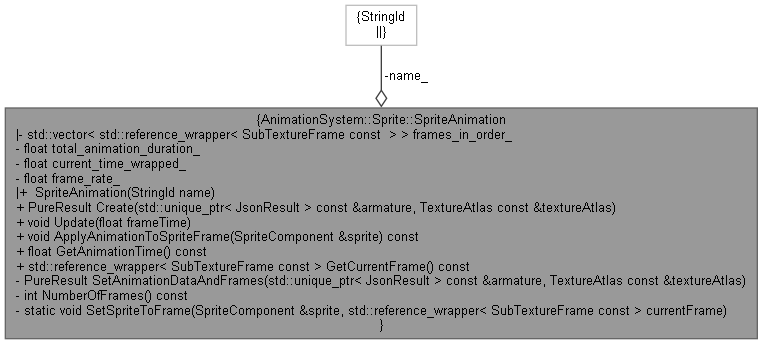 {StringId
||}
-name_
{AnimationSystem::Sprite::SpriteAnimation
|- std::vector< std::reference_wrapper< SubTextureFrame const  > > frames_in_order_
- float total_animation_duration_
- float current_time_wrapped_
- float frame_rate_
|+  SpriteAnimation(StringId name)
+ PureResult Create(std::unique_ptr< JsonResult > const &armature, TextureAtlas const &textureAtlas)
+ void Update(float frameTime)
+ void ApplyAnimationToSpriteFrame(SpriteComponent &sprite) const
+ float GetAnimationTime() const
+ std::reference_wrapper< SubTextureFrame const > GetCurrentFrame() const
- PureResult SetAnimationDataAndFrames(std::unique_ptr< JsonResult > const &armature, TextureAtlas const &textureAtlas)
- int NumberOfFrames() const
- static void SetSpriteToFrame(SpriteComponent &sprite, std::reference_wrapper< SubTextureFrame const > currentFrame)
}